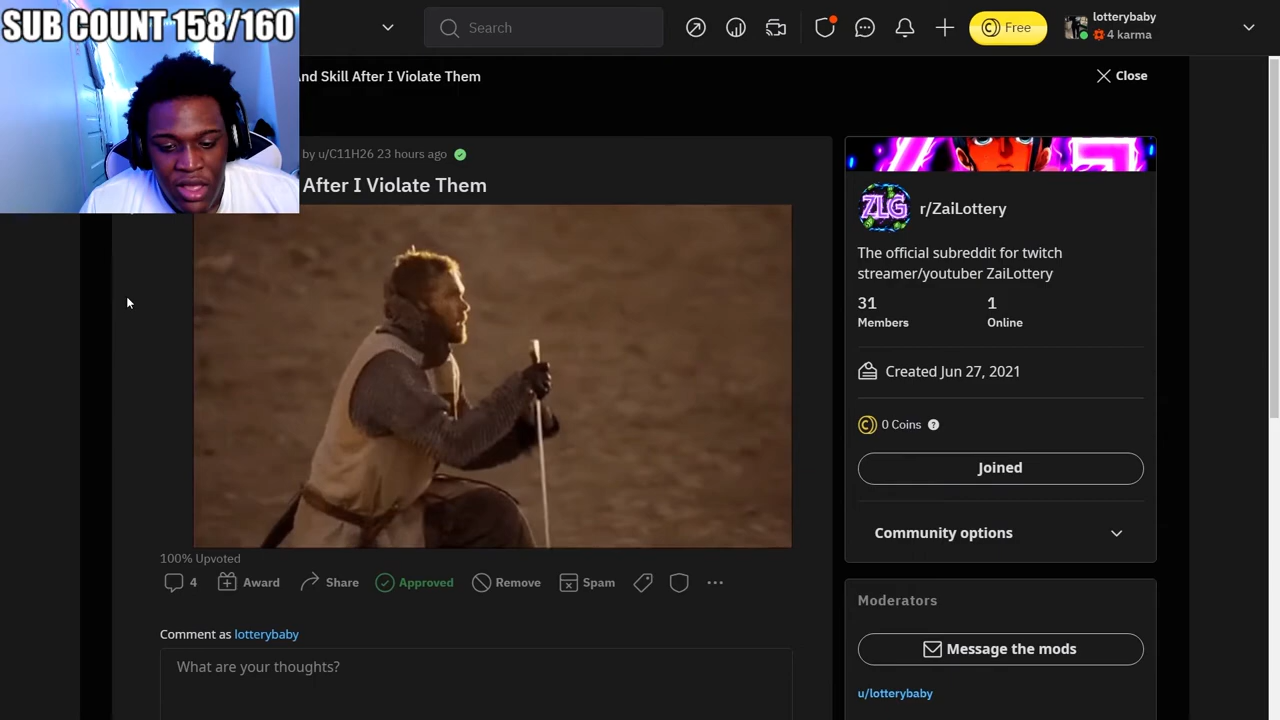 SUB COUNT 158/160
Search
Free
lotterybaby
4 karma
nd Skill After I Violate Them
Close
by u/C11H26 23 hours ago
After I Violate Them
ZLG
r/ZaiLottery
The official subreddit for twitch
streamer/youtuber ZaiLottery
31
1
Members
Online
Created Jun 27, 2021
0 Coins
Joined
Community options
100% Upvoted
4
Award
Share
Approved
Remove
Spam
Comment as lotterybaby
What are your thoughts?
Moderators
Message the mods
u/lotterybaby